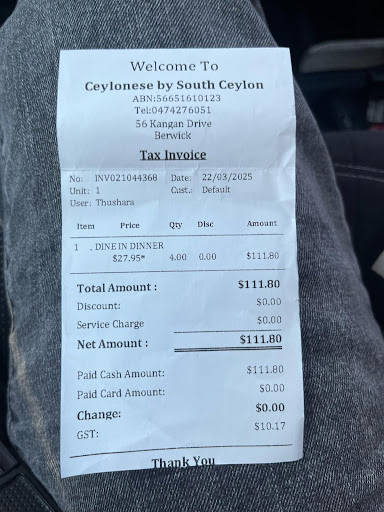 Welcome To
Ceylonese by South Ceylon
ABN:56651610123
Tel:0474276051
56 Kangan Drive
Berwick
Tax Invoice
No: INV021044368 Date: 22/03/2025
Unit: 1 Cust.: Default
User: Thushara
Item Price Qty Disc Amount
1 . DINE IN DINNER
$27.95* 4.00 0.00 $111.80
Total Amount : $111.80
Discount: $0.00
Service Charge $0.00
Net Amount : $111.80
Paid Cash Amount: $111.80
Paid Card Amount: $0.00
Change: $0.00
GST: $10.17
Thank You